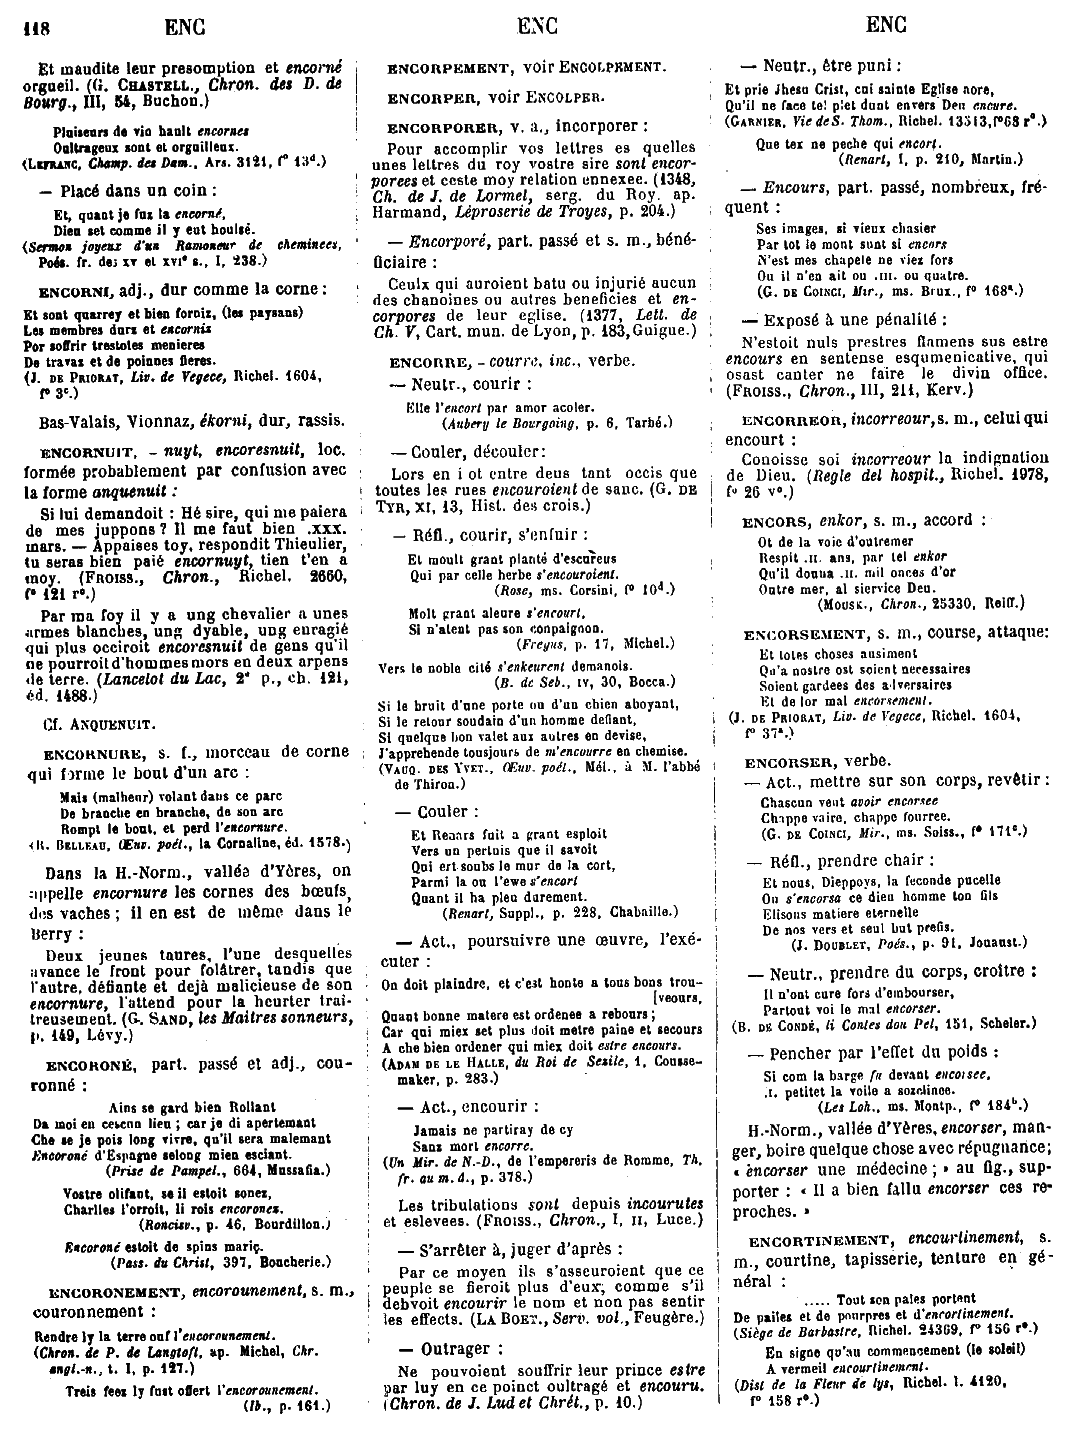 118 ENC ENC ENC
Et maudite leur presomption et encorné
orgueil. (G. CHASTELL., Chron. des D. de
Bourg., III, 54, Buchon.)
Plusieurs de vin hault encornes
Oultrageux sont et orguilleux.
(LEFRANC, Champ. des Dam., Ars. 3121, f° 13ᵈ.)
— Placé dans un coin :
Et, quant je fuz la encorné,
Dieu set comme il y eut houlsé.
(Sermon joyeux d'un Ramoneur de cheminees,
Poés. fr. des XV et XVIᵉ s., I, 238.)
ENCORNI, adj., dur comme la corne :
Et sont quarrey et bien forniz, (les paysans)
Les membres durs et encorniz
Por soffrir trestotes menieres
De travaz et de poinnes fieres.
(J. DE PRIORAT, Liv. de Vegece, Richel. 1604,
f° 3ᶜ.)
Bas-Valais, Vionnaz, ékorni, dur, rassis.
ENCORNUIT, - nuyt, encoresnuit, loc.
formée probablement par confusion avec
la forme anquenuit :
Si lui demandoit : Hé sire, qui me paiera
de mes juppons ? Il me faut bien .XXX.
mars. — Appaises toy, respondit Thieulier,
tu seras bien paié encornuyt, tien t'en a
moy. (FROISS., Chron., Richel. 2660,
f° 121 r°.)
Par ma foy il y a ung chevalier a unes
armes blanches, ung dyable, ung enragié
qui plus occiroit encoresnuit de gens qu'il
ne pourroit d'hommes mors en deux arpens
de terre. (Lancelot du Lac, 2ᵉ p., ch. 121,
éd. 1488.)
Cf. ANQUENUIT.
ENCORNURE, s. f., morceau de corne
qui forme le bout d'un arc :
Mais (malheur) volant dans ce parc
De branche en branche, de son arc
Rompt le bout, et perd l'encornure.
(R. BELLEAU, Œuv. poét., la Cornaline, éd. 1578.)
Dans la H.-Norm., vallée d'Yères, on
appelle encornure les cornes des bœufs,
des vaches ; il en est de même dans le
Berry :
Deux jeunes taures, l'une desquelles
avance le front pour folâtrer, tandis que
l'autre, défiante et dejà malicieuse de son
encornure, l'attend pour la heurter trai-
treusement. (G. SAND, les Maitres sonneurs,
p. 149, Lévy.)
ENCORONÉ, part. passé et adj., cou-
ronné :
Ains se gard bien Rollant
Da moi en cescun lieu ; car je di apertemant
Che se je pois long vivre, qu'il sera malemant
Encoroné d'Espagne selong mien esciant.
(Prise de Pampel., 664, Mussafia.)
Vostre olifant, se il estoit sonez,
Charlles l'orroit, li rois encoronez.
(Roncisv., p. 46, Bourdillon.)
Encoroné estoit de spins mariç.
(Pass. du Christ, 397, Boucherie.)
ENCORONEMENT, encorounement, s. m.,
couronnement :
Rendre ly la terre ouf l'encorounement.
(Chron. de P. de Langtoft, ap. Michel, Chr.
angl.-n., t. I, p. 127.)
Treis feez ly fust offert l'encorounement.
(Ib., p. 161.)
ENCORPEMENT, voir ENCOLPEMENT.
ENCORPER, voir ENCOLPER.
ENCORPORER, v. a., incorporer :
Pour accomplir vos lettres es quelles
unes lettres du roy vostre sire sont encor-
porees et ceste moy relation ennexee. (1348,
Ch. de J. de Lormel, serg. du Roy. ap.
Harmand, Léproserie de Troyes, p. 204.)
— Encorporé, part. passé et s. m., béné-
ficiaire :
Ceulx qui auroient batu ou injurié aucun
des chanoines ou autres beneficies et en-
corpores de leur eglise. (1377, Lett. de
Ch. V, Cart. mun. de Lyon, p. 183, Guigue.)
ENCORRE, - courre, inc., verbe.
— Neutr., courir :
Elle l'encort par amor acoler.
(Aubery le Bourgoing, p. 6, Tarbé.)
— Couler, découler :
Lors en i ot entre deus tant occis que
toutes les rues encouroient de sanc. (G. DE
TYR, XI, 13, Hist. des crois.)
— Réfl., courir, s'enfuir :
Et moult grant planté d'escureus
Qui par celle herbe s'encouroient.
(Rose, ms. Corsini, f° 10ᵈ.)
Molt grant aleure s'encourt,
Si n'atent pas son conpaignon.
(Fregus, p. 17, Michel.)
Vers le noble cité s'enkeurent demanois.
(B. de Seb., IV, 30, Bocca.)
Si le bruit d'une porte ou d'un chien aboyant,
Si le retour soudain d'un homme defiant,
Si quelque bon valet aux autres en devise,
J'apprehende tousjours de m'encourre en chemise.
(VAUQ. DES YVET., Œuv. poét., Mél., à M. l'abbé
de Thiron.)
— Couler :
Et Renars fuit a grant esploit
Vers un pertuis que il savoit
Qui ert soubs le mur de la cort,
Parmi la ou l'ewe s'encort
Quant il ha pleu durement.
(Renart, Suppl., p. 228, Chabaille.)
— Act., poursuivre une œuvre, l'exé-
cuter :
On doit plaindre, et c'est honte a tous bons trou-
[veours,
Quant bonne matere est ordenee a rebours ;
Car qui miex set plus doit metre paine et secours
A che bien ordener qui miex doit estre encours.
(ADAM DE LE HALLE, du Roi de Sezile, 1, Cousse-
maker, p. 283.)
— Act., encourir :
Jamais ne partiray de cy
Sanz mort encorre.
(Un Mir. de N.-D., de l'empereris de Romme, Th.
fr. au m. â., p. 378.)
Les tribulations sont depuis incourutes
et eslevees. (FROISS., Chron., I, II, Luce.)
— S'arrêter à, juger d'après :
Par ce moyen ils s'asseuroient que ce
peuple se fieroit plus d'eux, comme s'il
debvoit encourir le nom et non pas sentir
les effects. (LA BOET., Serv. vol., Feugère.)
— Outrager :
Ne pouvoient souffrir leur prince estre
par luy en ce poinct oultragé et encouru.
(Chron. de J. Lud et Chrét., p. 10.)
— Neutr., être puni :
Et prie Jhesu Crist, cui sainte Eglise nore,
Qu'il ne face tel plet dunt envers Deu encure.
(GARNIER, Vie de S. Thom., Richel. 13513, f° 68 r°.)
Que tex ne peche qui encort.
(Renart, I, p. 210, Martin.)
— Encours, part. passé, nombreux, fré-
quent :
Ses images, si vieux chasier
Par tot le mont sunt si encors
N'est mes chapele ne viez fors
Ou il n'en ait ou .III. ou quatre.
(G. DE COINCI, Mir., ms. Brux., f° 168ᵃ.)
— Exposé à une pénalité :
N'estoit nuls prestres flamens sus estre
encours en sentense esqumenicative, qui
osast canter ne faire le divin office.
(FROISS., Chron., III, 211, Kerv.)
ENCORREOR, incorreour, s. m., celui qui
encourt :
Conoisse soi incorreour la indignation
de Dieu. (Regle del hospit., Richel. 1978,
f° 26 v°.)
ENCORS, enkor, s. m., accord :
Ot de la voie d'outremer
Respit .II. ans, par tel enkor
Qu'il donna .II. mil onces d'or
Outre mer, al siervice Deu.
(MOUSK., Chron., 25330, Reiff.)
ENCORSEMENT, s. m., course, attaque :
Et totes choses ausiment
Qu'a nostre ost soient necessaires
Soient gardees des adversaires
Et de lor mal encorsement.
(J. DE PRIORAT, Liv. de Vegece, Richel. 1604,
f° 37ᵃ.)
ENCORSER, verbe.
— Act., mettre sur son corps, revêtir :
Chascun veut avoir encorsee
Chappe vaire, chappe fourree.
(G. DE COINCI, Mir., ms. Soiss., f° 171ᶜ.)
— Réfl., prendre chair :
Et nous, Dieppoys, la feconde pucelle
Ou s'encorsa ce dieu homme ton fils
Elisons matiere eternelle
De nos vers et seul but prefis.
(J. DOUBLET, Poés., p. 91, Jouaust.)
— Neutr., prendre du corps, croître :
Il n'ont cure fors d'embourser,
Partout voi le mal encorser.
(B. DE CONDÉ, li Contes dou Pel, 151, Scheler.)
— Pencher par l'effet du poids :
Si com la barge fu devant encorsee,
.I. petitet la voile a sozclinee.
(Les Loh., ms. Montp., f° 184ᵇ.)
H.-Norm., vallée d'Yères, encorser, man-
ger, boire quelque chose avec répugnance;
« encorser une médecine ; » au fig., sup-
porter : « Il a bien fallu encorser ces re-
proches. »
ENCORTINEMENT, encourtinement, s.
m., courtine, tapisserie, tenture en gé-
néral :
..... Tout son pales portent
De pailes et de pourpres et d'encortinement.
(Siège de Barbastre, Richel. 24369, f° 156 r°.)
En signe qu'au commencement (le soleil)
A vermeil encourtinement.
(Dist de la Fleur de lys, Richel. l. 4120,
f° 158 r°.)